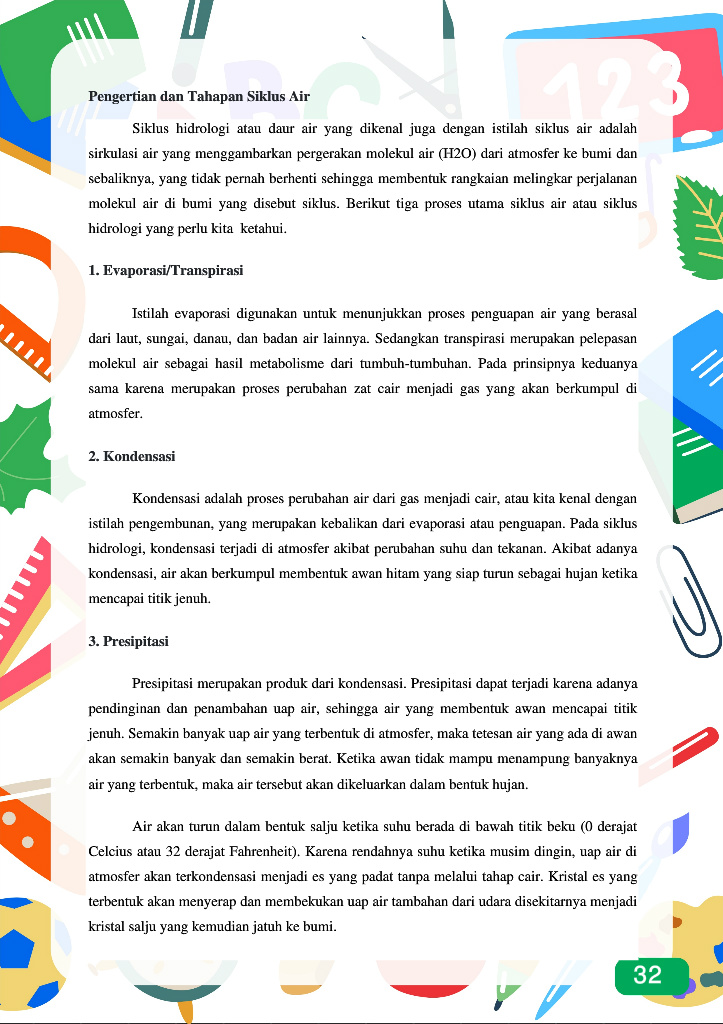 ABC
123
Pengertian dan Tahapan Siklus Air
Siklus hidrologi atau daur air yang dikenal juga dengan istilah siklus air adalah
sirkulasi air yang menggambarkan pergerakan molekul air (H2O) dari atmosfer ke bumi dan
sebaliknya, yang tidak pernah berhenti sehingga membentuk rangkaian melingkar perjalanan
molekul air di bumi yang disebut siklus. Berikut tiga proses utama siklus air atau siklus
hidrologi yang perlu kita ketahui.
1. Evaporasi/Transpirasi
Istilah evaporasi digunakan untuk menunjukkan proses penguapan air yang berasal
dari laut, sungai, danau, dan badan air lainnya. Sedangkan transpirasi merupakan pelepasan
molekul air sebagai hasil metabolisme dari tumbuh-tumbuhan. Pada prinsipnya keduanya
sama karena merupakan proses perubahan zat cair menjadi gas yang akan berkumpul di
atmosfer.
2. Kondensasi
Kondensasi adalah proses perubahan air dari gas menjadi cair, atau kita kenal dengan
istilah pengembunan, yang merupakan kebalikan dari evaporasi atau penguapan. Pada siklus
hidrologi, kondensasi terjadi di atmosfer akibat perubahan suhu dan tekanan. Akibat adanya
kondensasi, air akan berkumpul membentuk awan hitam yang siap turun sebagai hujan ketika
mencapai titik jenuh.
3. Presipitasi
Presipitasi merupakan produk dari kondensasi. Presipitasi dapat terjadi karena adanya
pendinginan dan penambahan uap air, sehingga air yang membentuk awan mencapai titik
jenuh. Semakin banyak uap air yang terbentuk di atmosfer, maka tetesan air yang ada di awan
akan semakin banyak dan semakin berat. Ketika awan tidak mampu menampung banyaknya
air yang terbentuk, maka air tersebut akan dikeluarkan dalam bentuk hujan.
Air akan turun dalam bentuk salju ketika suhu berada di bawah titik beku (0 derajat
Celcius atau 32 derajat Fahrenheit). Karena rendahnya suhu ketika musim dingin, uap air di
atmosfer akan terkondensasi menjadi es yang padat tanpa melalui tahap cair. Kristal es yang
terbentuk akan menyerap dan membekukan uap air tambahan dari udara disekitarnya menjadi
kristal salju yang kemudian jatuh ke bumi.
32